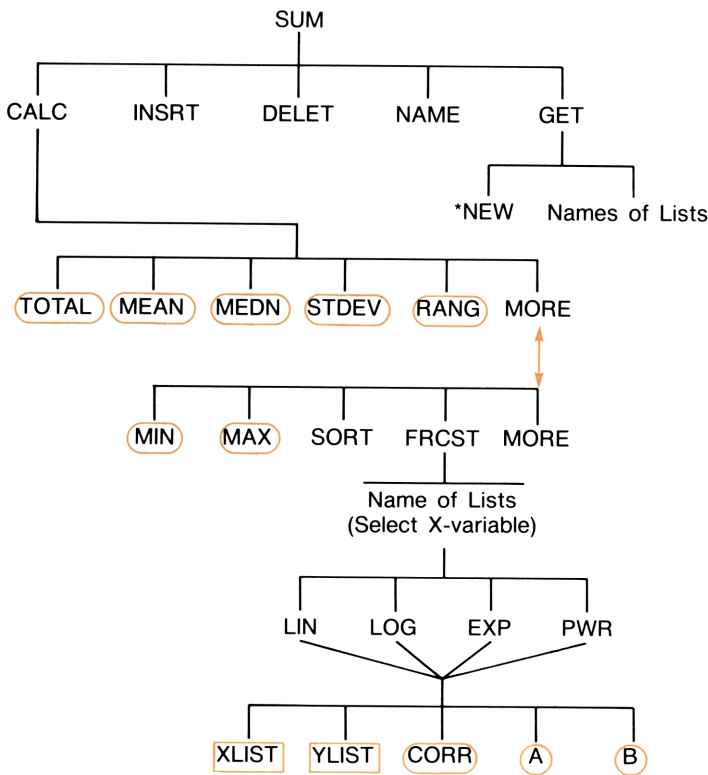 SUM
CALC INSRT DELET NAME GET
*NEW Names of Lists
TOTAL MEAN MEDN STDEV RANG MORE
MIN MAX SORT FRCST MORE
Name of Lists
(Select X-variable)
LIN LOG EXP PWR
XLIST YLIST CORR A B